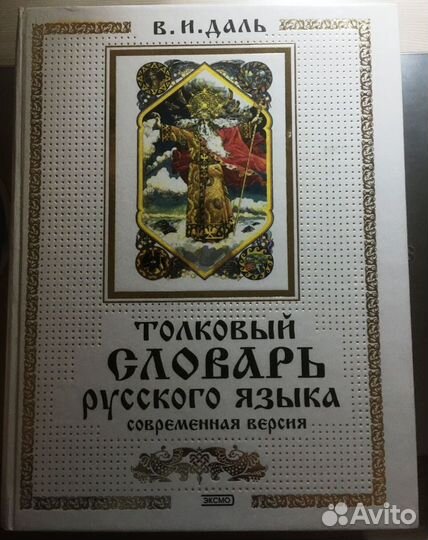 В.И.ДАЛЬ
ТОЛКОВЫЙ
СЛОВАРЬ
РУССКОГО ЯЗЫКА
СОВРЕМЕННАЯ ВЕРСИЯ
ЭКСМО
Avito